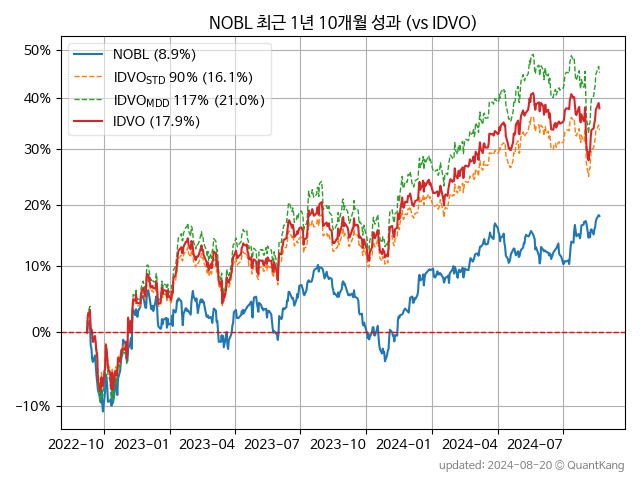 NOBL 최근 1년 10개월 성과 (vs IDVO)
50%
40%
30%
20%
10%
0%
−10%
NOBL (8.9%)
IDVO_STD 90% (16.1%)
IDVO_MDD 117% (21.0%)
IDVO (17.9%)
2022-10 2023-01 2023-04 2023-07 2023-10 2024-01 2024-04 2024-07
updated: 2024-08-20 © QuantKang